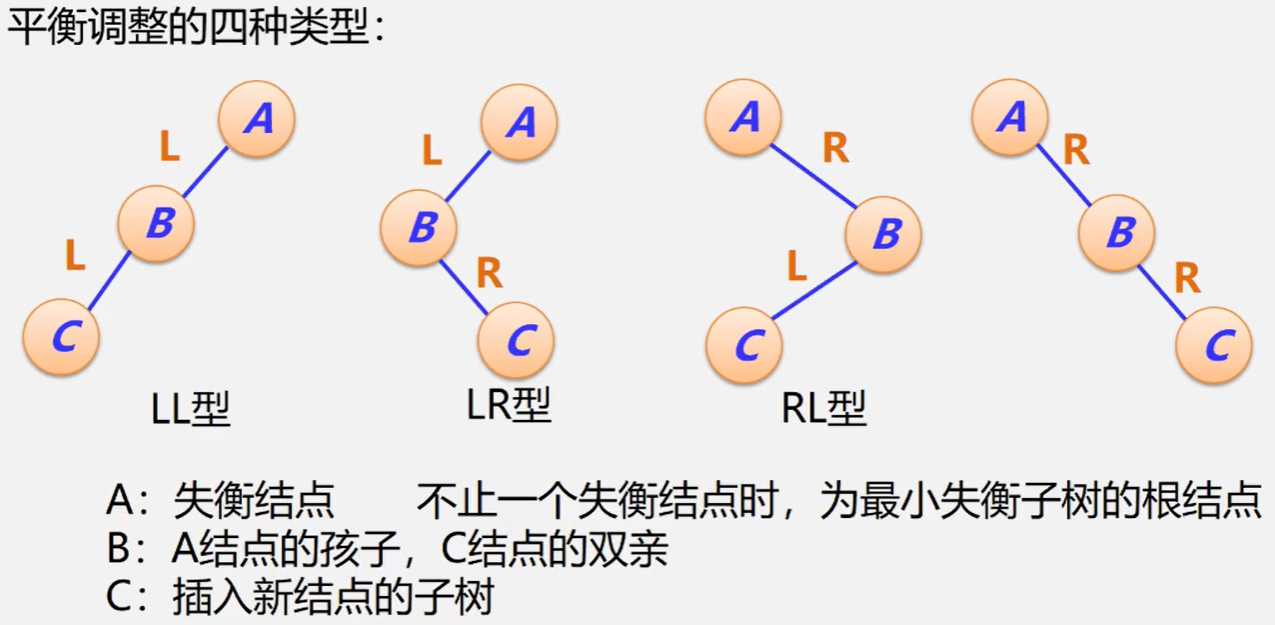 平衡调整的四种类型：
A A A A
L L R R
B B B B
L R L R
C C C C
LL型 LR型 RL型
A：失衡结点 不止一个失衡结点时，为最小失衡子树的根结点
B：A结点的孩子，C结点的双亲
C：插入新结点的子树